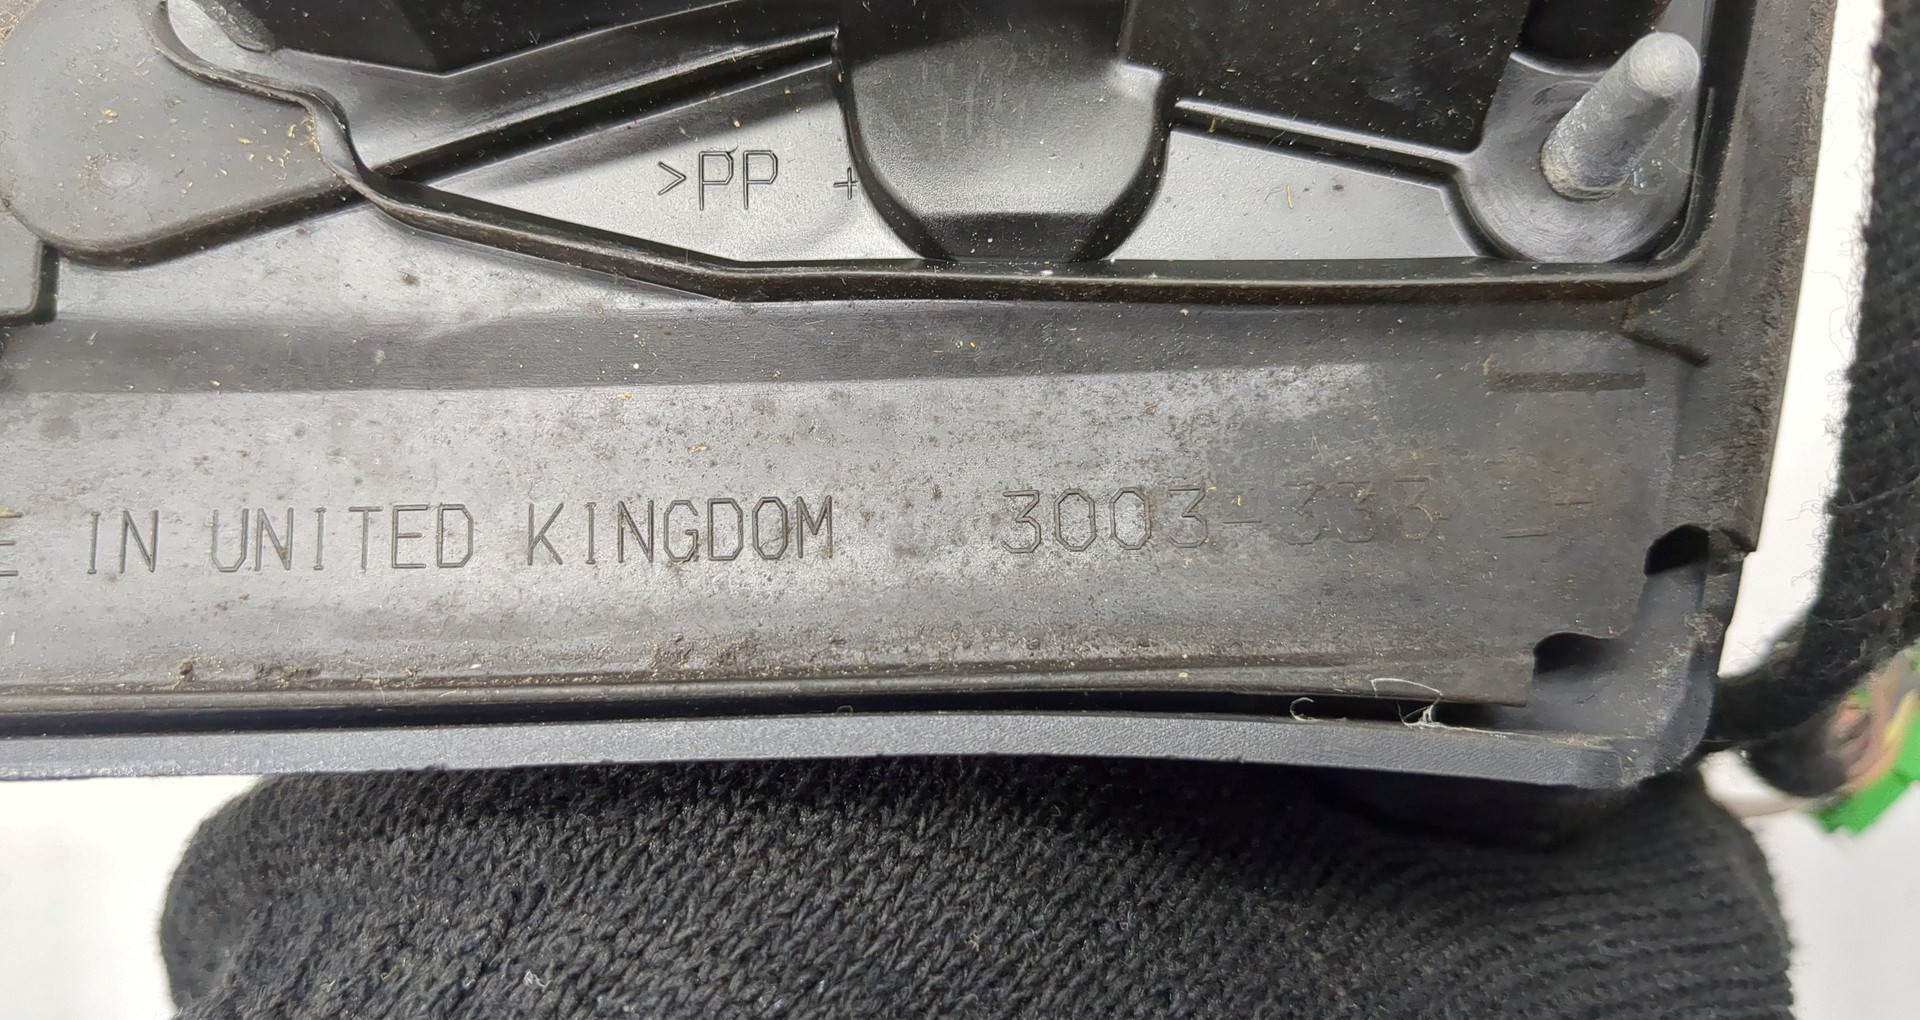 >PP +
E IN UNITED KINGDOM 3003-333